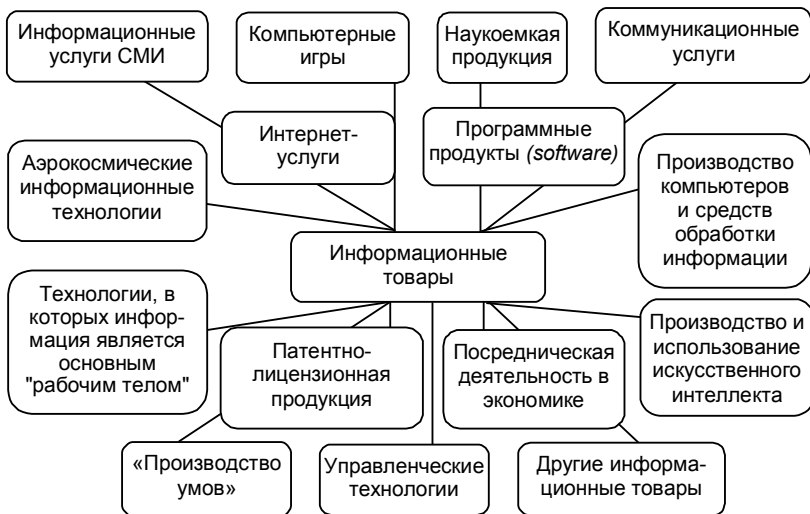 Информационные
услуги СМИ
Компьютерные
игры
Наукоемкая
продукция
Коммуникационные
услуги
Интернет-
услуги
Программные
продукты (software)
Аэрокосмические
информационные
технологии
Производство
компьютеров
и средств
обработки
информации
Информационные
товары
Технологии, в
которых инфор-
мация является
основным
"рабочим телом"
Патентно-
лицензионная
продукция
Посредническая
деятельность в
экономике
Производство и
использование
искусственного
интеллекта
«Производство
умов»
Управленческие
технологии
Другие информа-
ционные товары